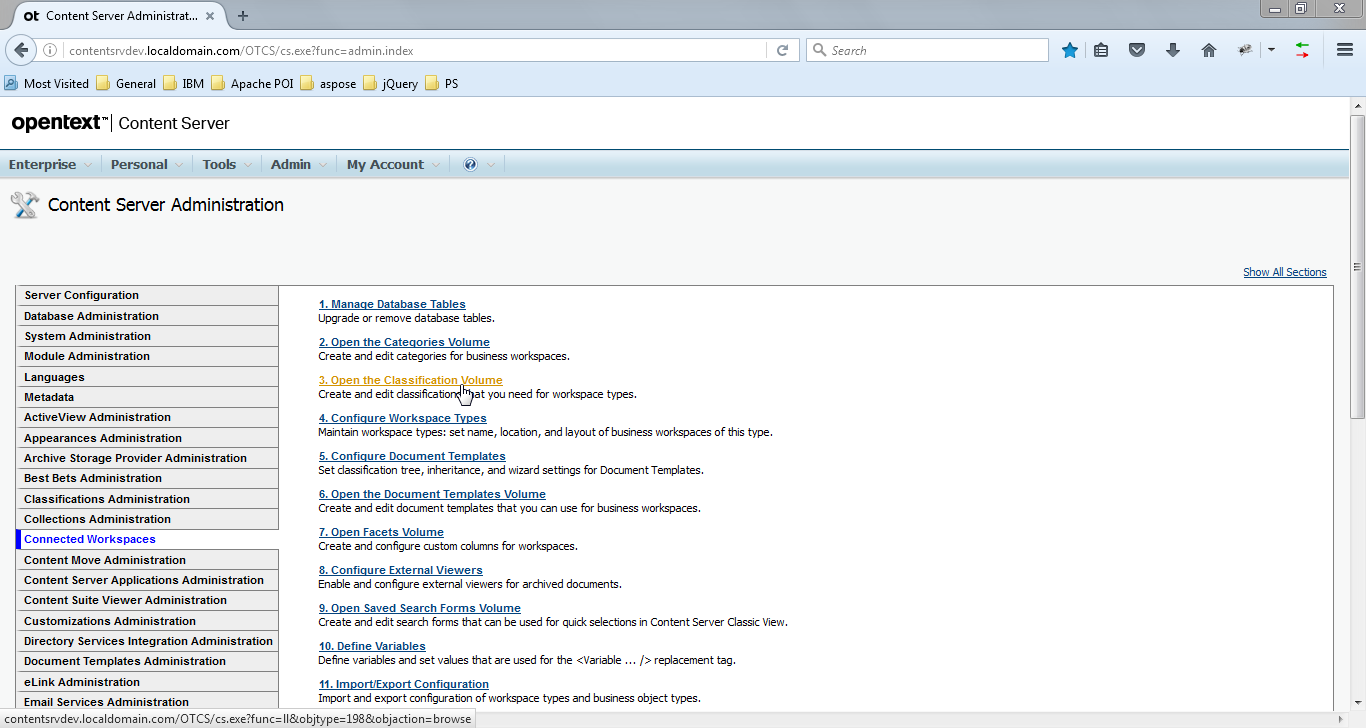 ot Content Server Administrat... ×
contentsrvdev.localdomain.com/OTCS/cs.exe?func=admin.index
Search
Most Visited General IBM Apache POI aspose jQuery PS
opentext™ | Content Server
Enterprise Personal Tools Admin My Account ?
Content Server Administration
Show All Sections
Server Configuration
Database Administration
System Administration
Module Administration
Languages
Metadata
ActiveView Administration
Appearances Administration
Archive Storage Provider Administration
Best Bets Administration
Classifications Administration
Collections Administration
Connected Workspaces
Content Move Administration
Content Server Applications Administration
Content Suite Viewer Administration
Customizations Administration
Directory Services Integration Administration
Document Templates Administration
eLink Administration
Email Services Administration
1. Manage Database Tables
Upgrade or remove database tables.
2. Open the Categories Volume
Create and edit categories for business workspaces.
3. Open the Classification Volume
Create and edit classifications that you need for workspace types.
4. Configure Workspace Types
Maintain workspace types: set name, location, and layout of business workspaces of this type.
5. Configure Document Templates
Set classification tree, inheritance, and wizard settings for Document Templates.
6. Open the Document Templates Volume
Create and edit document templates that you can use for business workspaces.
7. Open Facets Volume
Create and configure custom columns for workspaces.
8. Configure External Viewers
Enable and configure external viewers for archived documents.
9. Open Saved Search Forms Volume
Create and edit search forms that can be used for quick selections in Content Server Classic View.
10. Define Variables
Define variables and set values that are used for the <Variable ... /> replacement tag.
11. Import/Export Configuration
Import and export configuration of workspace types and business object types.
contentsrvdev.localdomain.com/OTCS/cs.exe?func=ll&objtype=198&objaction=browse